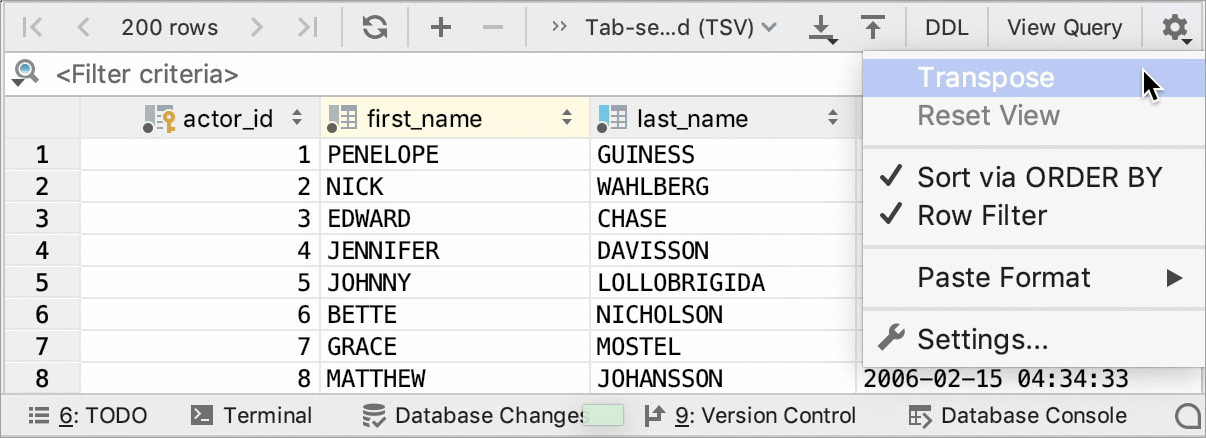 200 rows Tab-se...d (TSV) DDL View Query
<Filter criteria>
Transpose
Reset View
Sort via ORDER BY
Row Filter
Paste Format
Settings...
actor_id first_name last_name
1 1 PENELOPE GUINESS
2 2 NICK WAHLBERG
3 3 EDWARD CHASE
4 4 JENNIFER DAVISSON
5 5 JOHNNY LOLLOBRIGIDA
6 6 BETTE NICHOLSON
7 7 GRACE MOSTEL
8 8 MATTHEW JOHANSSON 2006-02-15 04:34:33
6: TODO Terminal Database Changes 9: Version Control Database Console